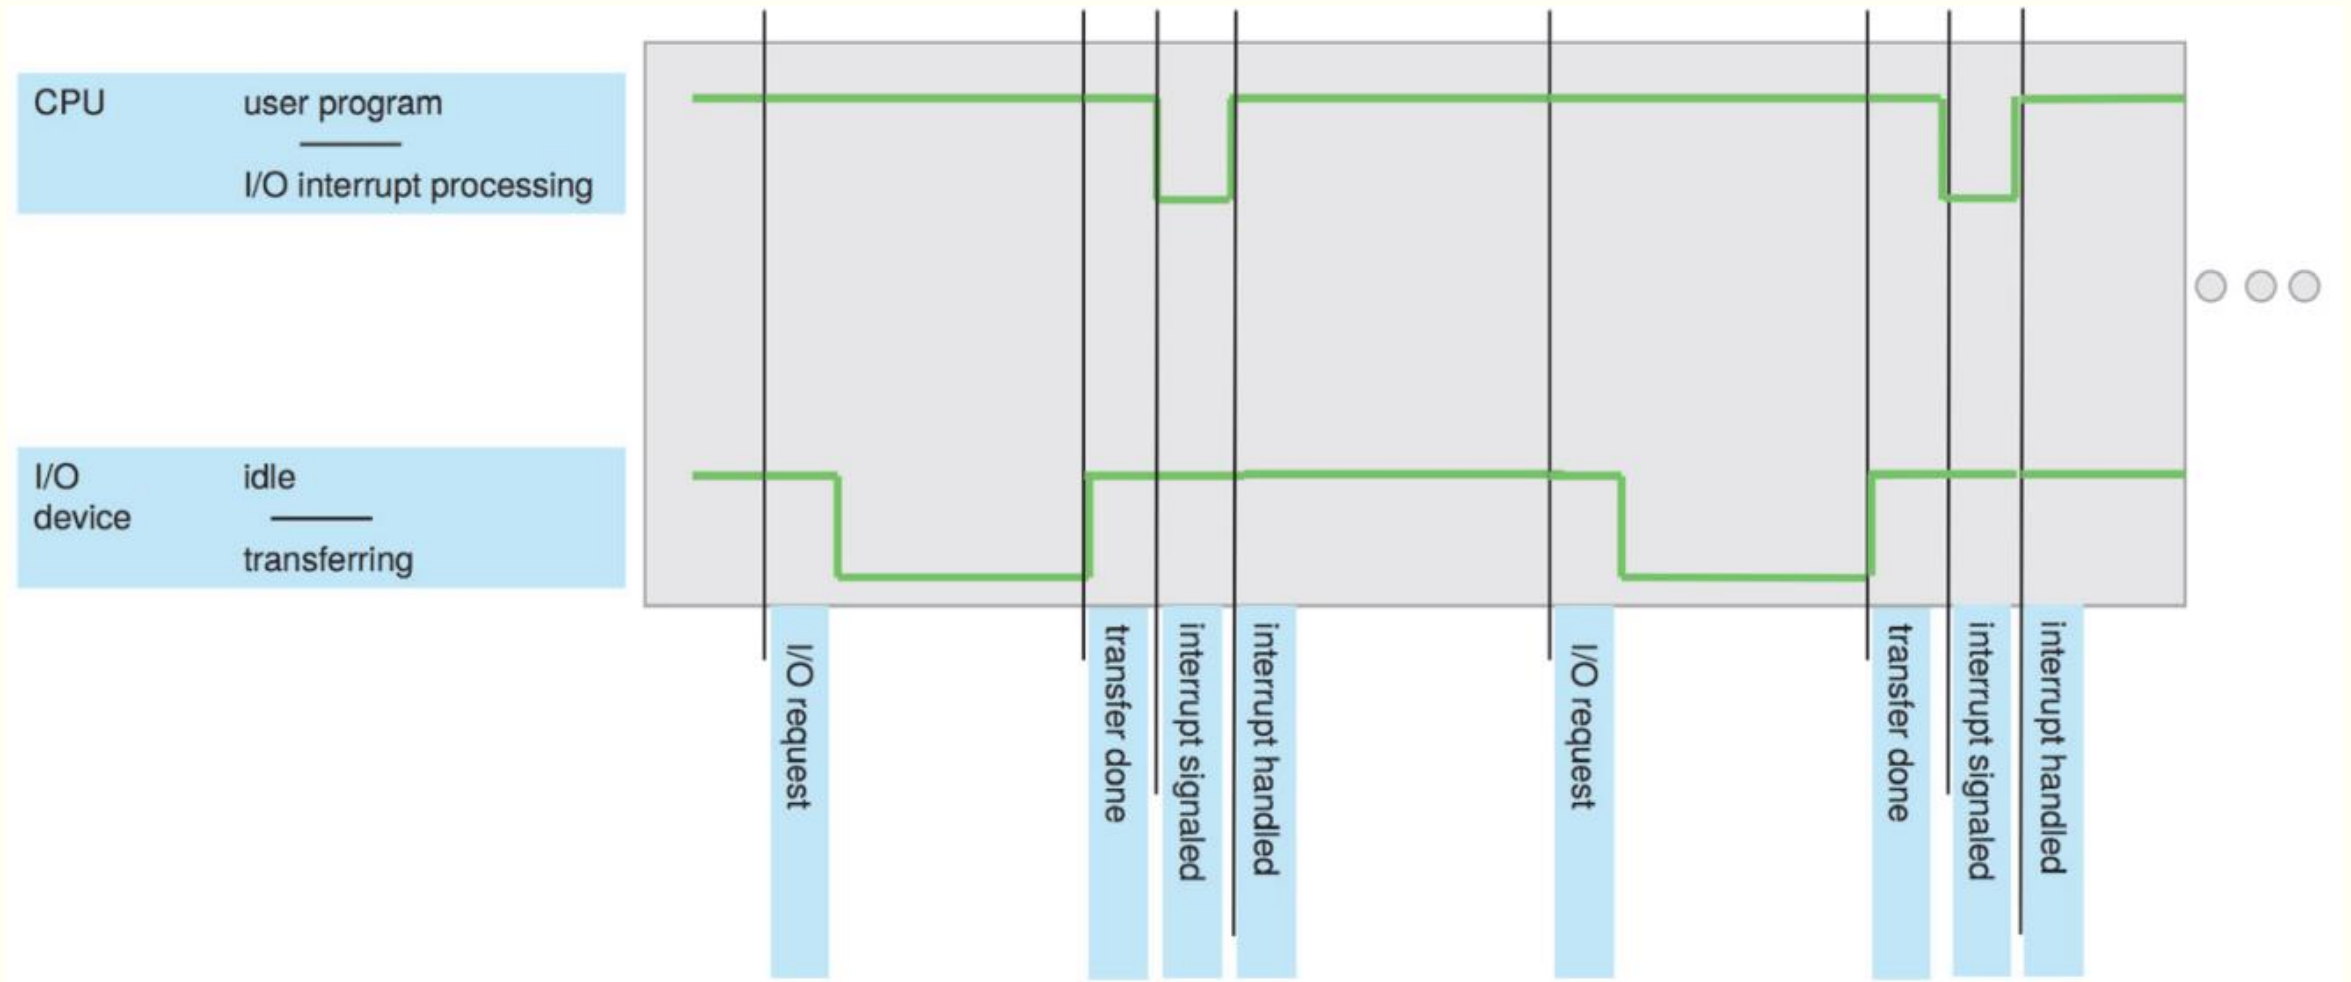 CPU user program
I/O interrupt processing
I/O idle
device
transferring
I/O request
transfer done
interrupt signaled
interrupt handled
I/O request
transfer done
interrupt signaled
interrupt handled